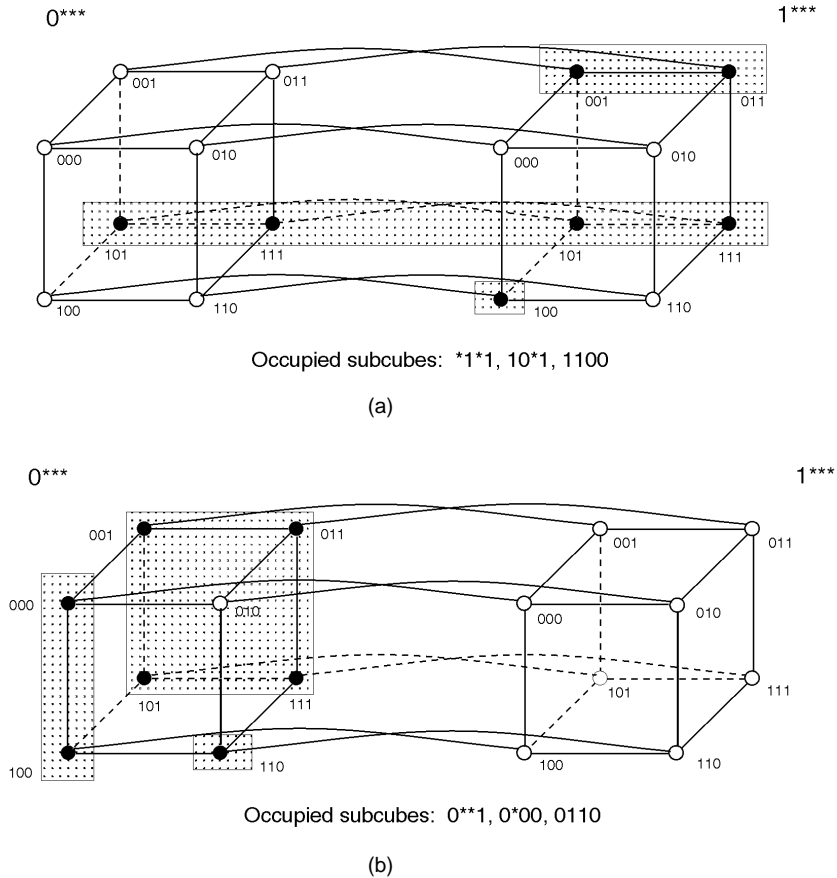 0*** 1***
001 011 001 011
000 010 000 010
101 111 101 111
100 110 100 110
Occupied subcubes: *1*1, 10*1, 1100
(a)
0*** 1***
001 011 001 011
000 010 000 010
101 111 101 111
100 110 100 110
Occupied subcubes: 0**1, 0*00, 0110
(b)